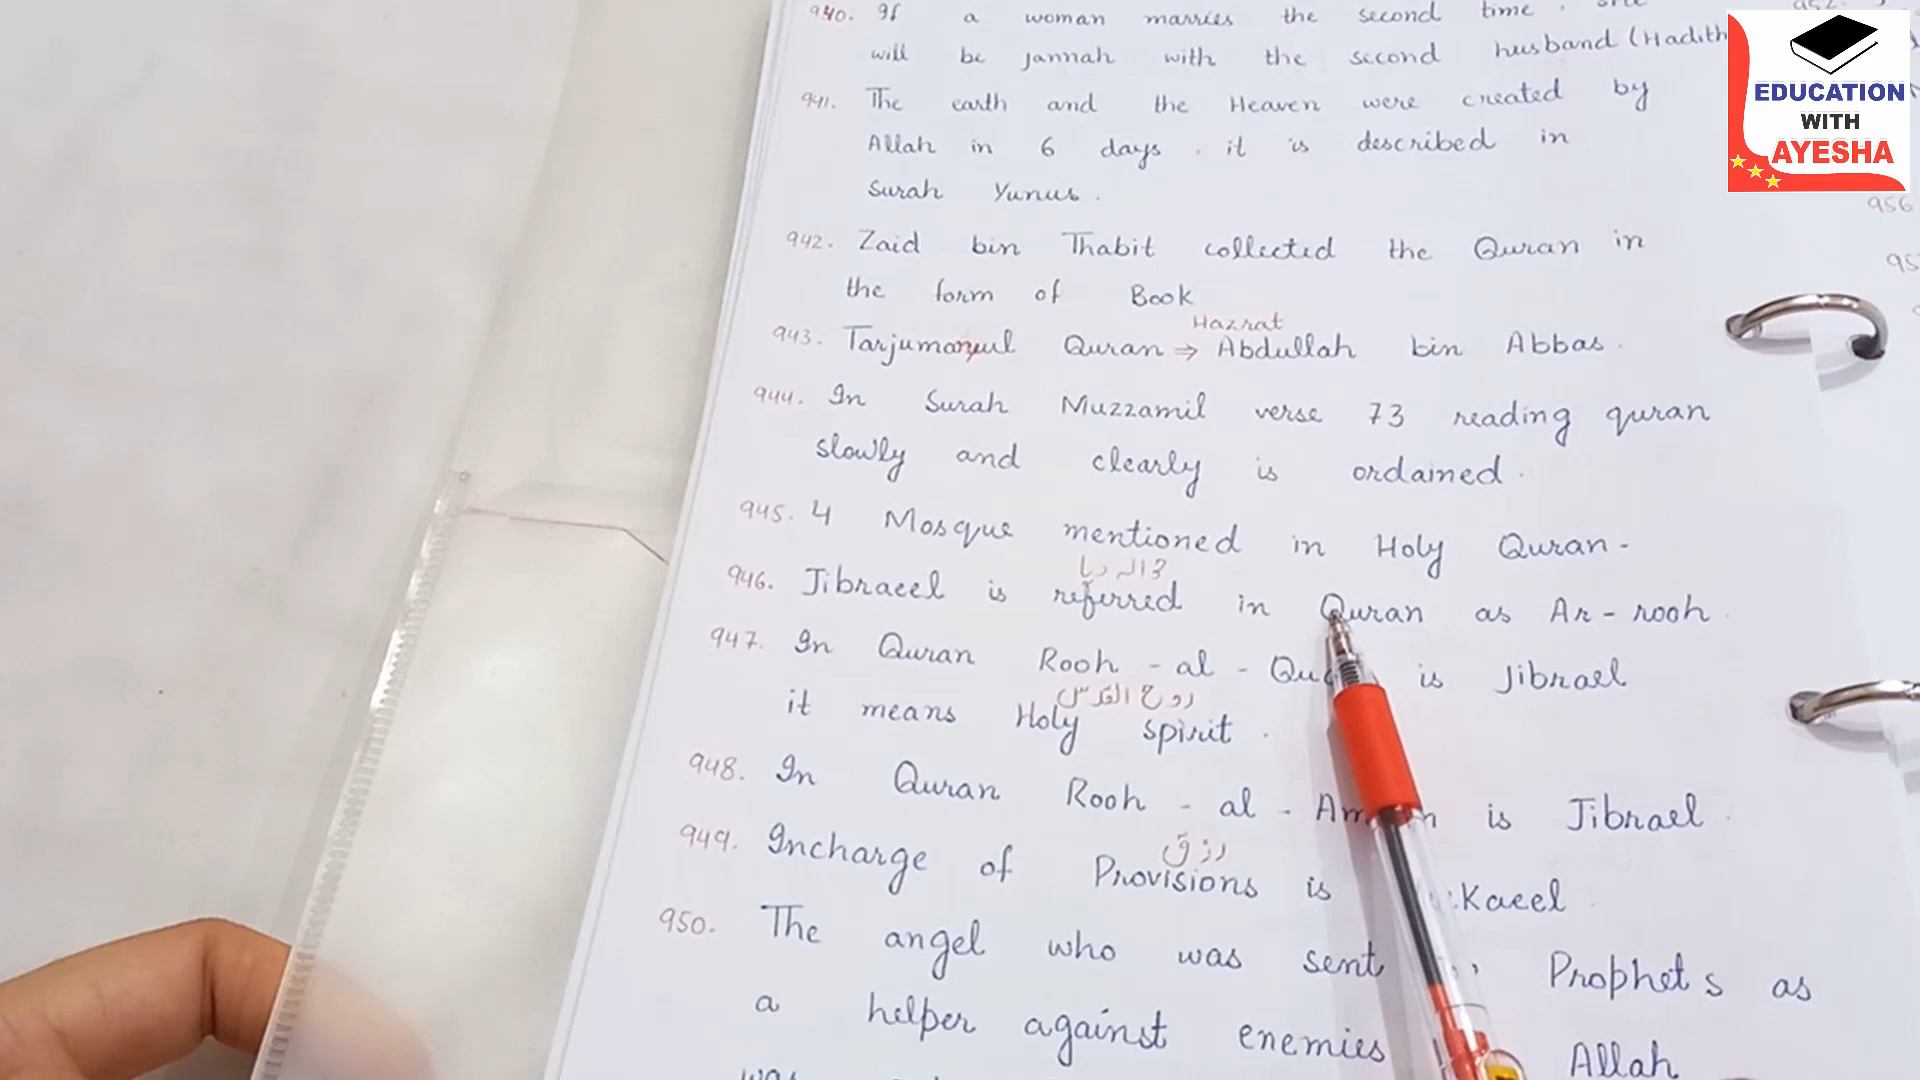 940. If a woman marries the second time, she
will be jannah with the second husband (Hadith
941. The earth and the Heaven were created by
Allah in 6 days. it is described in
Surah Yunus.
942. Zaid bin Thabit collected the Quran in
the form of Book
Hazrat
943. Tarjumanul Quran ⇒ Abdullah bin Abbas.
944. In Surah Muzzamil verse 73 reading quran
slowly and clearly is ordained.
945. 4 Mosque mentioned in Holy Quran-
حوالہ دیا
946. Jibraeel is referred in Quran as Ar-rooh.
947. In Quran Rooh-al- is Jibrael
روح القدس
it means Holy spirit.
948. In Quran Rooh-al- is Jibrael.
رزق
949. Incharge of Provisions is
950. The angel who was sent Prophets as
a helper against enemies Allah
was
956
EDUCATION
WITH
AYESHA